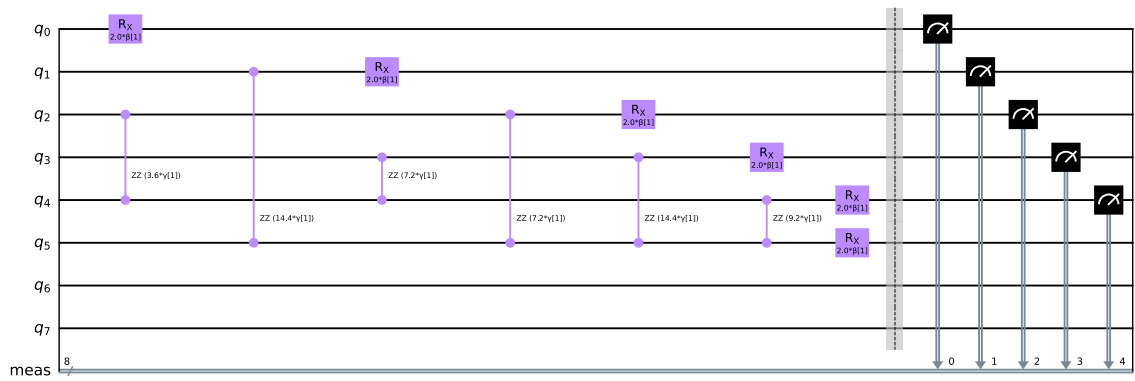 q0
RX
2.0*β[1]
q1
RX
2.0*β[1]
q2
RX
2.0*β[1]
q3
RX
2.0*β[1]
ZZ (3.6*γ[1])
ZZ (7.2*γ[1])
q4
RX
2.0*β[1]
ZZ (14.4*γ[1])
ZZ (7.2*γ[1])
ZZ (14.4*γ[1])
ZZ (9.2*γ[1])
q5
RX
2.0*β[1]
q6
q7
8
0
1
2
3
4
meas